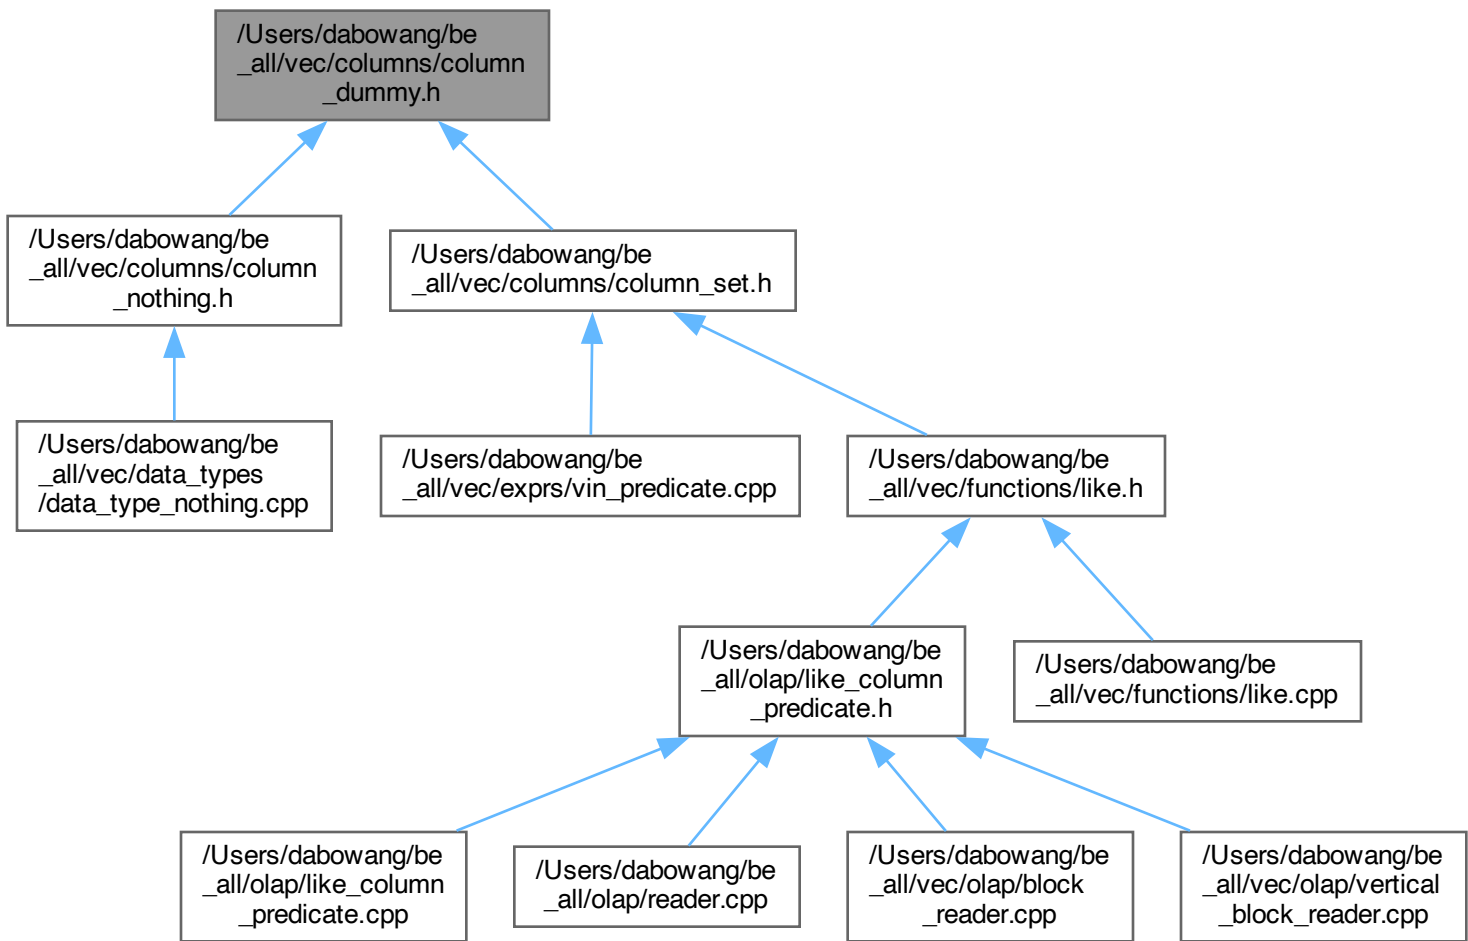 /Users/dabowang/be
_all/vec/columns/column
_dummy.h
/Users/dabowang/be
_all/vec/columns/column
_nothing.h
/Users/dabowang/be
_all/vec/columns/column_set.h
/Users/dabowang/be
_all/vec/data_types
/data_type_nothing.cpp
/Users/dabowang/be
_all/vec/exprs/vin_predicate.cpp
/Users/dabowang/be
_all/vec/functions/like.h
/Users/dabowang/be
_all/olap/like_column
_predicate.h
/Users/dabowang/be
_all/vec/functions/like.cpp
/Users/dabowang/be
_all/olap/like_column
_predicate.cpp
/Users/dabowang/be
_all/olap/reader.cpp
/Users/dabowang/be
_all/vec/olap/block
_reader.cpp
/Users/dabowang/be
_all/vec/olap/vertical
_block_reader.cpp